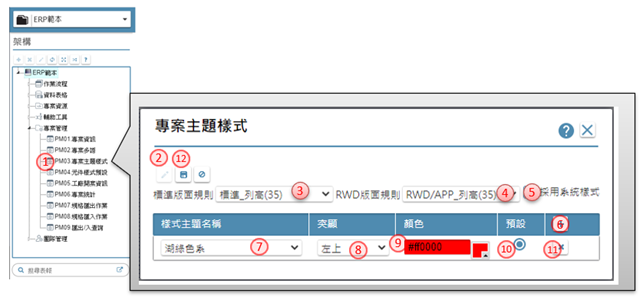 ERP範本
架構
ERP範本
作業流程
資料表格
專案資源
輔助工具
專案管理
PM01.專案資訊
PM02.專案多語
1 PM03.專案主題樣式
PM04.元件樣式預設
PM05.工廠開案資訊
PM06.專案統計
PM07.規格匯出作業
PM08.規格匯入作業
PM09.匯出/入查詢
團隊管理
搜尋表輔
專案主題樣式
2 12
標準版面規則 標準_列高(35) 3 RWD版面規則 RWD/APP_列高(35) 4 5 採用系統樣式
樣式主題名稱 突顯 顏色 預設 6
湖綠色系 7 左上 8 9 #ff0000 10 11